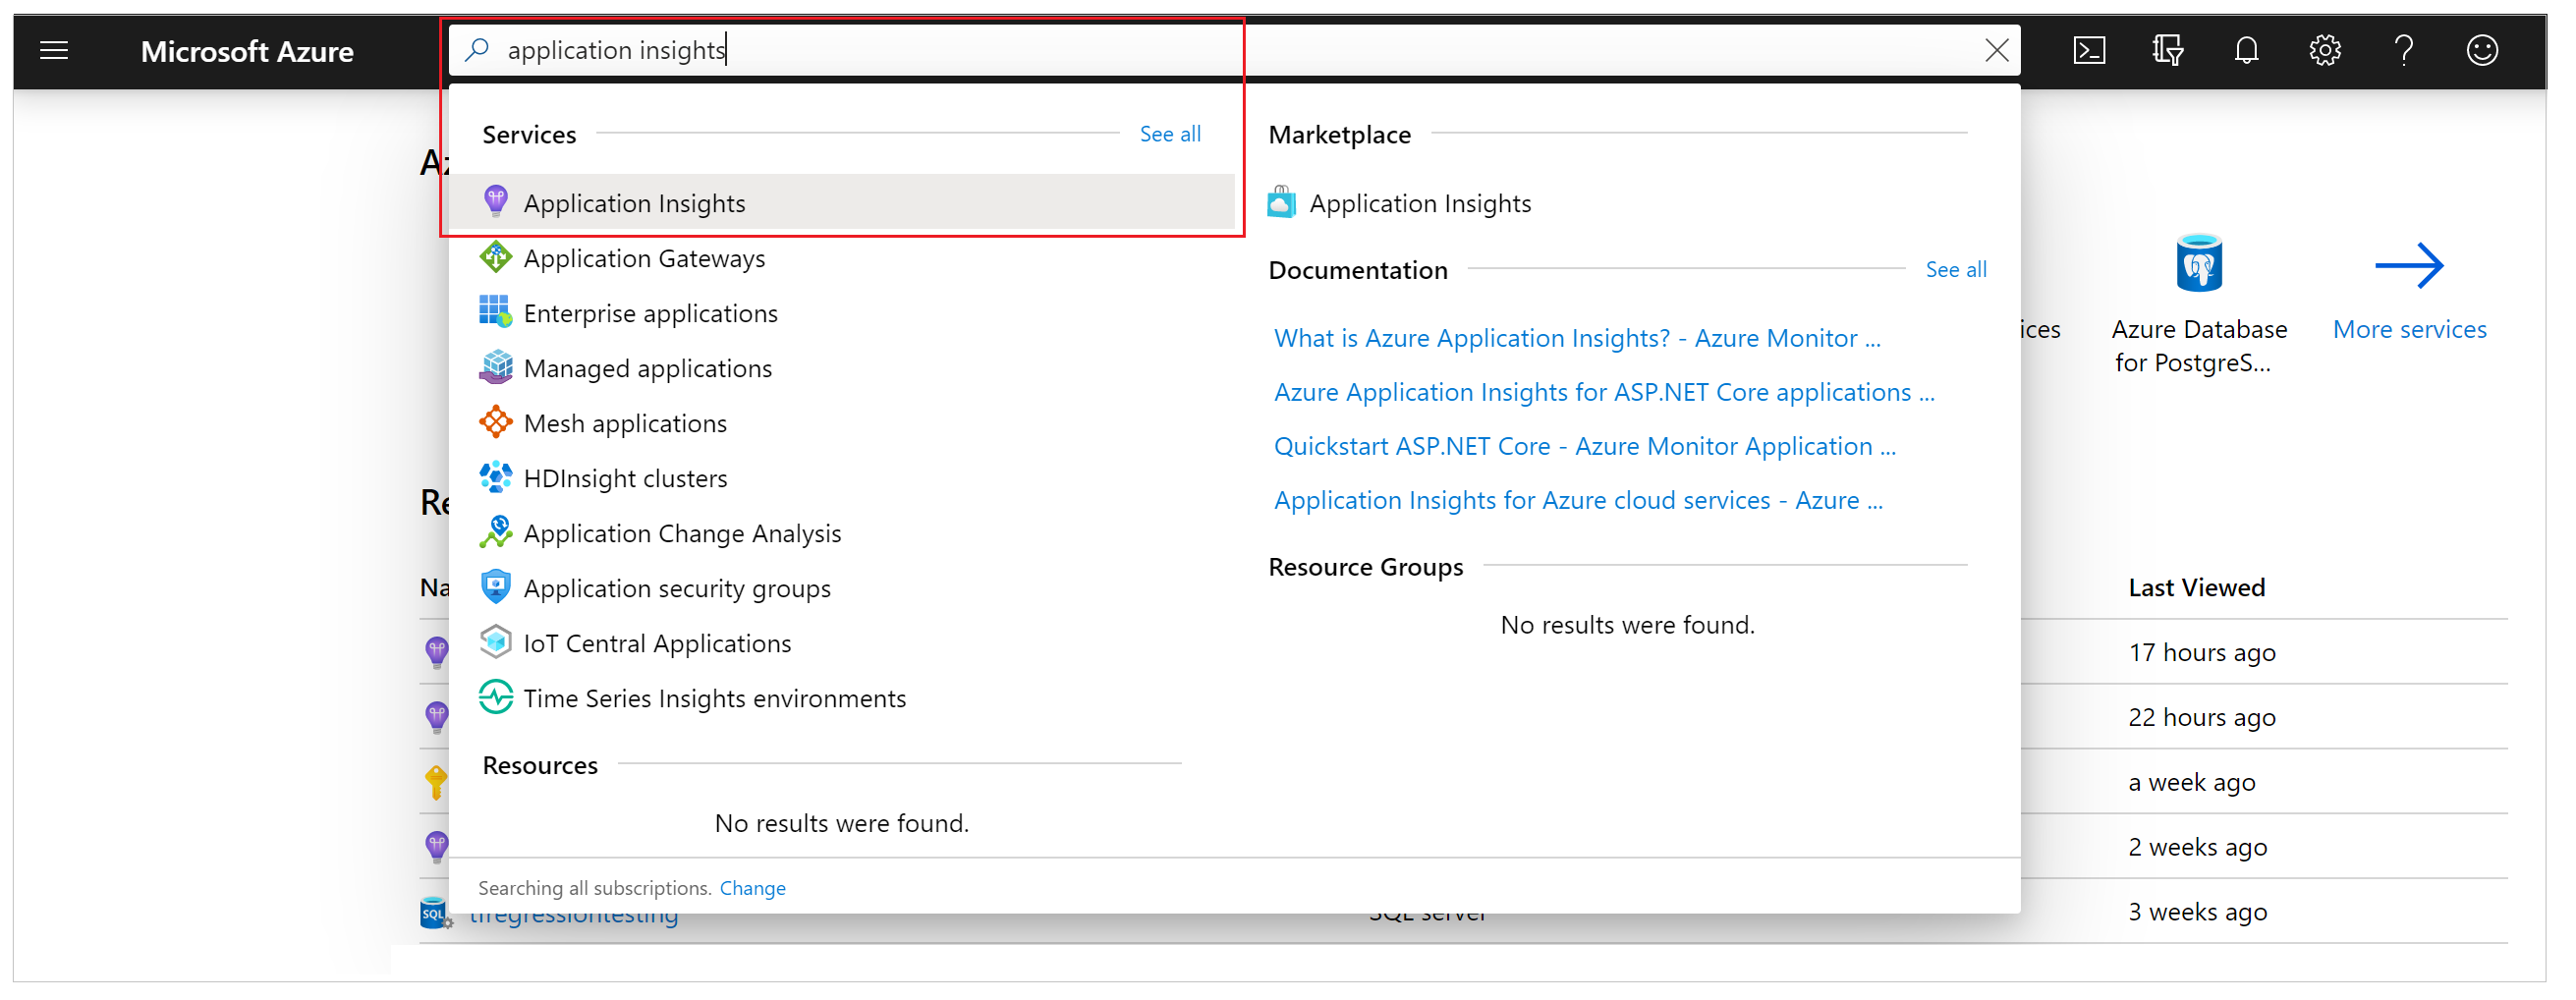 Microsoft Azure
application insights
Services
See all
Application Insights
Application Gateways
Enterprise applications
Managed applications
Mesh applications
HDInsight clusters
Application Change Analysis
Application security groups
IoT Central Applications
Time Series Insights environments
Resources
No results were found.
Searching all subscriptions. Change
Marketplace
Application Insights
Documentation
See all
What is Azure Application Insights? - Azure Monitor ...
Azure Application Insights for ASP.NET Core applications ...
Quickstart ASP.NET Core - Azure Monitor Application ...
Application Insights for Azure cloud services - Azure ...
Resource Groups
No results were found.
Az
Re
Na
ices
Azure Database
for PostgreS...
More services
Last Viewed
17 hours ago
22 hours ago
a week ago
2 weeks ago
SQL
tfregressiontesting
SQL server
3 weeks ago